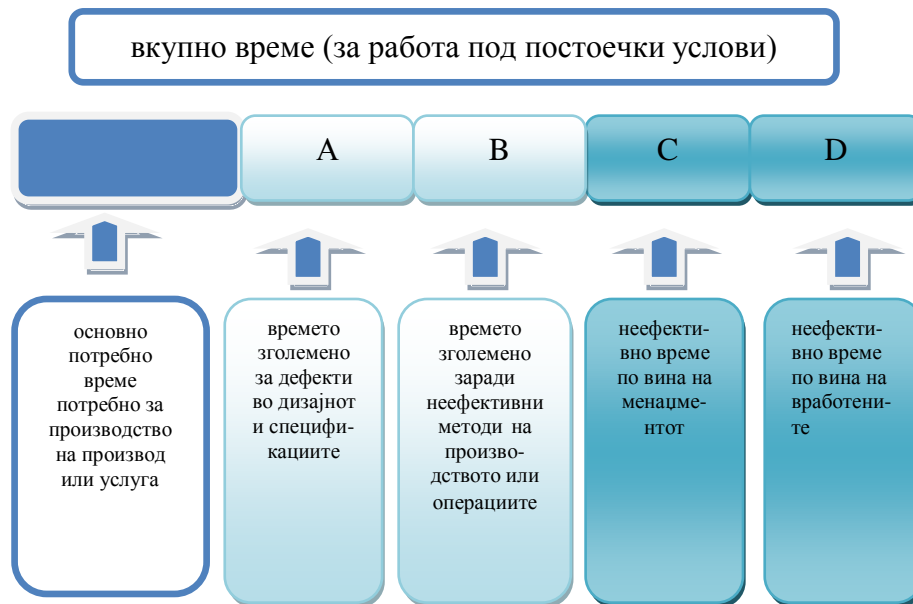 вкупно време (за работа под постоечки услови)
A
B
C
D
основно
потребно
време
потребно за
производство
на производ
или услуга
времето
зголемено
за дефекти
во дизајнот
и специфи-
кациите
времето
зголемено
заради
неефективни
методи на
произво-
дството или
операциите
неефекти-
вно време
по вина на
менаџме-
нтот
неефекти-
вно време
по вина на
вработени-
те